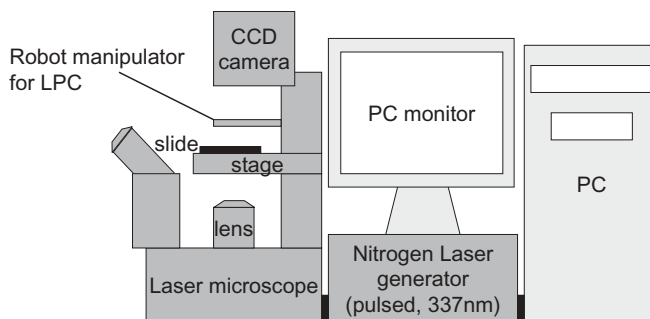 CCD
camera
Robot manipulator
for LPC
PC monitor
slide
stage
PC
lens
Laser microscope
Nitrogen Laser
generator
(pulsed, 337nm)